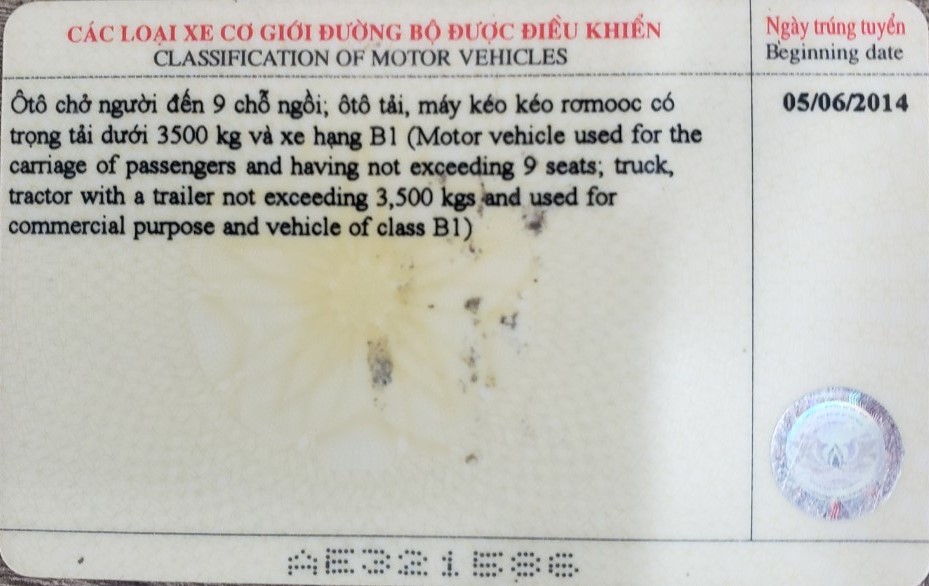 CÁC LOẠI XE CƠ GIỚI ĐƯỜNG BỘ ĐƯỢC ĐIỀU KHIỂN
CLASSIFICATION OF MOTOR VEHICLES
Ngày trúng tuyển
Beginning date
Ôtô chở người đến 9 chỗ ngồi; ôtô tải, máy kéo kéo rơmooc có
trọng tải dưới 3500 kg và xe hạng B1 (Motor vehicle used for the
carriage of passengers and having not exceeding 9 seats; truck,
tractor with a trailer not exceeding 3,500 kgs and used for
commercial purpose and vehicle of class B1)
05/06/2014
AE321586